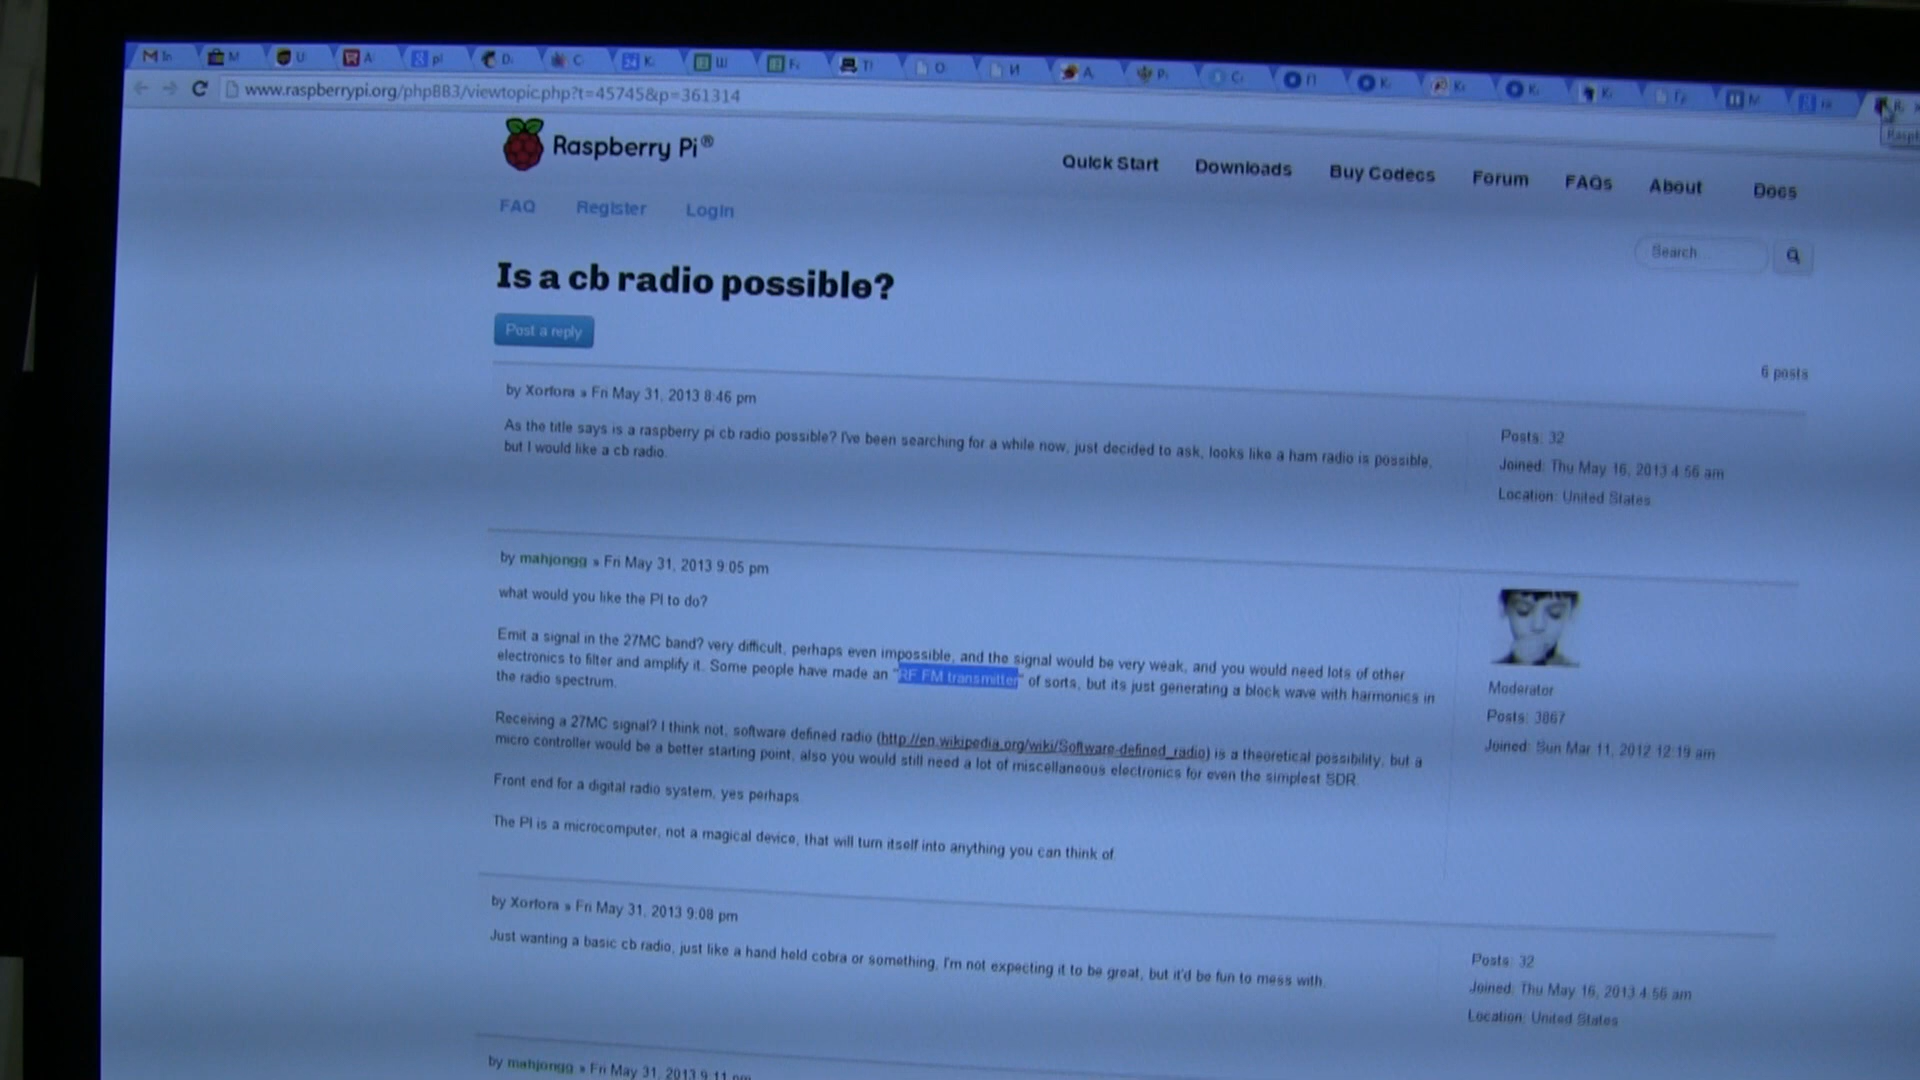 In M U A pl D C K Ш F Tl O И A P C П K K K K Гр M
www.raspberrypi.org/phpBB3/viewtopic.php?t=45745&p=361314
Raspberry Pi®
Quick Start Downloads Buy Codecs Forum FAQs About Docs
FAQ Register Login
Search
Is a cb radio possible?
Post a reply
6 posts
by Xorfora » Fri May 31, 2013 8:46 pm
As the title says is a raspberry pi cb radio possible? I've been searching for a while now, just decided to ask, looks like a ham radio is possible,
but I would like a cb radio.
Posts: 32
Joined: Thu May 16, 2013 4:56 am
Location: United States
by mahjongg » Fri May 31, 2013 9:05 pm
what would you like the PI to do?
Emit a signal in the 27MC band? very difficult, perhaps even impossible, and the signal would be very weak, and you would need lots of other
electronics to filter and amplify it. Some people have made an "RF FM transmitter" of sorts, but its just generating a block wave with harmonics in
the radio spectrum.
Receiving a 27MC signal? I think not, software defined radio (http://en.wikipedia.org/wiki/Software-defined_radio) is a theoretical possibility, but a
micro controller would be a better starting point, also you would still need a lot of miscellaneous electronics for even the simplest SDR.
Front end for a digital radio system, yes perhaps.
The PI is a microcomputer, not a magical device, that will turn itself into anything you can think of.
Moderator
Posts: 3867
Joined: Sun Mar 11, 2012 12:19 am
by Xorfora » Fri May 31, 2013 9:08 pm
Just wanting a basic cb radio, just like a hand held cobra or something, I'm not expecting it to be great, but it'd be fun to mess with.
Posts: 32
Joined: Thu May 16, 2013 4:56 am
Location: United States
by mahjongg » Fri May 31, 2013 9:11 pm